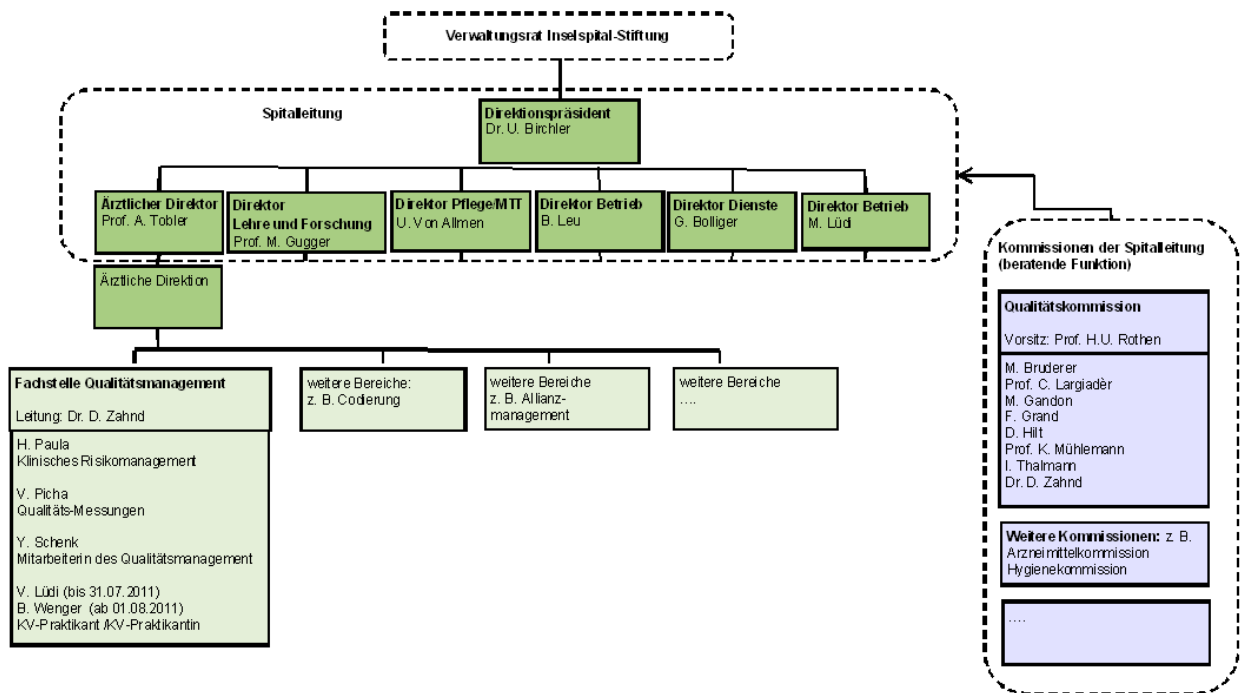 Verwaltungsrat Inselspital-Stiftung
Spitalleitung
Direktionspräsident
Dr. U. Birchler
Ärztlicher Direktor
Prof. A. Tobler
Direktor
Lehre und Forschung
Prof. M. Gugger
Direktor Pflege/MTT
U. Von Allmen
Direktor Betrieb
B. Leu
Direktor Dienste
G. Bolliger
Direktor Betrieb
M. Lüdi
Ärztliche Direktion
Fachstelle Qualitätsmanagement
Leitung: Dr. D. Zahnd
H. Paula
Klinisches Risikomanagement
V. Picha
Qualitäts-Messungen
Y. Schenk
Mitarbeiterin des Qualitätsmanagement
V. Lüdi (bis 31.07.2011)
B. Wenger (ab 01.08.2011)
KV-Praktikant /KV-Praktikantin
weitere Bereiche:
z. B. Codierung
weitere Bereiche
z. B. Allianz-
management
weitere Bereiche
....
Kommissionen der Spitalleitung
(beratende Funktion)
Qualitätskommission
Vorsitz: Prof. H.U. Rothen
M. Bruderer
Prof. C. Largiadèr
M. Gandon
F. Grand
D. Hilt
Prof. K. Mühlemann
I. Thalmann
Dr. D. Zahnd
Weitere Kommissionen: z. B.
Arzneimittelkommission
Hygienekommission
....